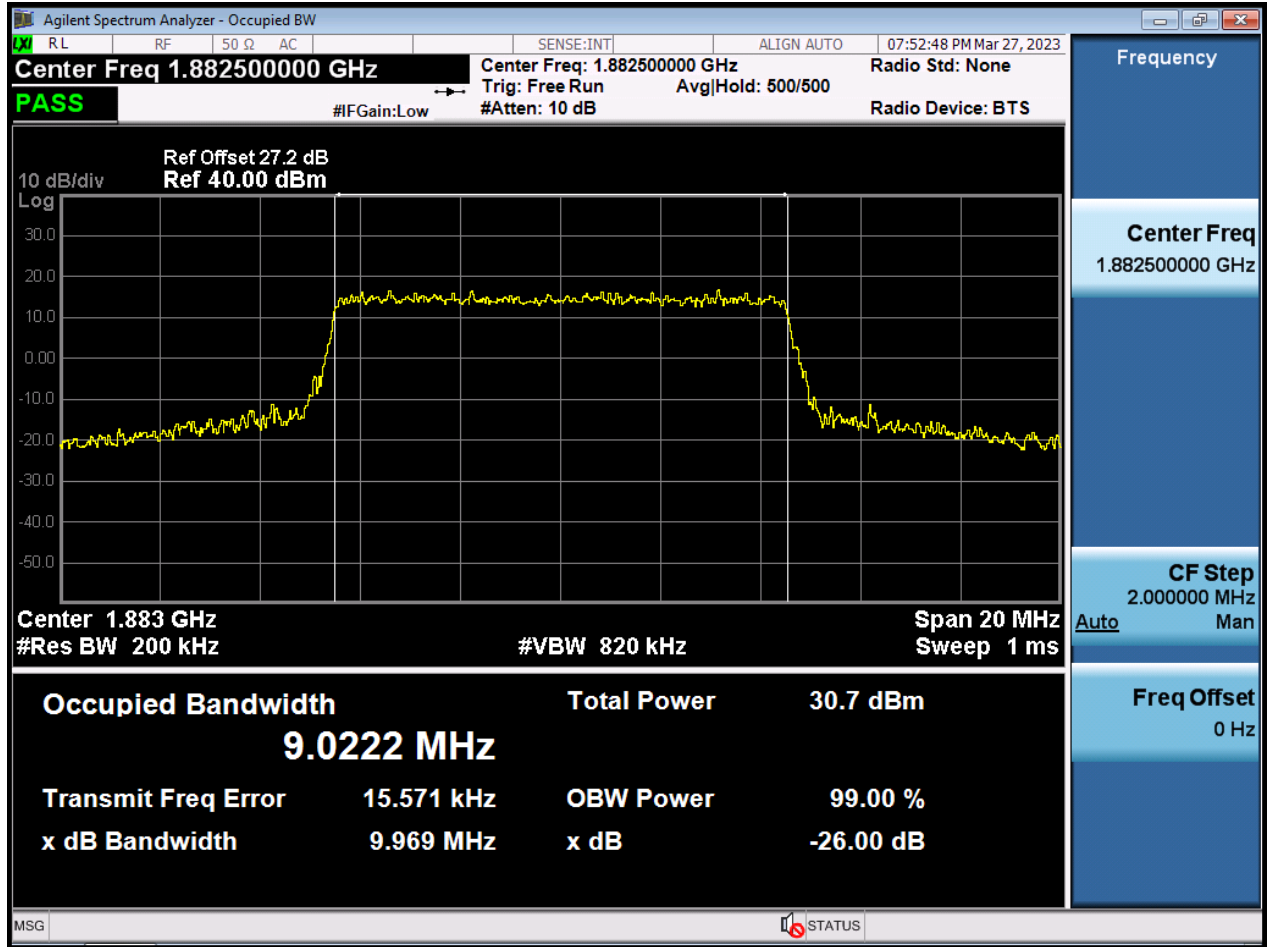 Agilent Spectrum Analyzer - Occupied BW
LXI RL RF 50 Ω AC SENSE:INT ALIGN AUTO 07:52:48 PM Mar 27, 2023
Center Freq 1.882500000 GHz
Center Freq: 1.882500000 GHz
Radio Std: None
Trig: Free Run Avg|Hold: 500/500
PASS
#IFGain:Low
#Atten: 10 dB
Radio Device: BTS
Ref Offset 27.2 dB
10 dB/div Ref 40.00 dBm
Log
30.0
20.0
10.0
0.00
-10.0
-20.0
-30.0
-40.0
-50.0
Center 1.883 GHz Span 20 MHz
#Res BW 200 kHz #VBW 820 kHz Sweep 1 ms
Occupied Bandwidth Total Power 30.7 dBm
9.0222 MHz
Transmit Freq Error 15.571 kHz OBW Power 99.00 %
x dB Bandwidth 9.969 MHz x dB -26.00 dB
Frequency
Center Freq
1.882500000 GHz
CF Step
2.000000 MHz
Auto Man
Freq Offset
0 Hz
MSG STATUS